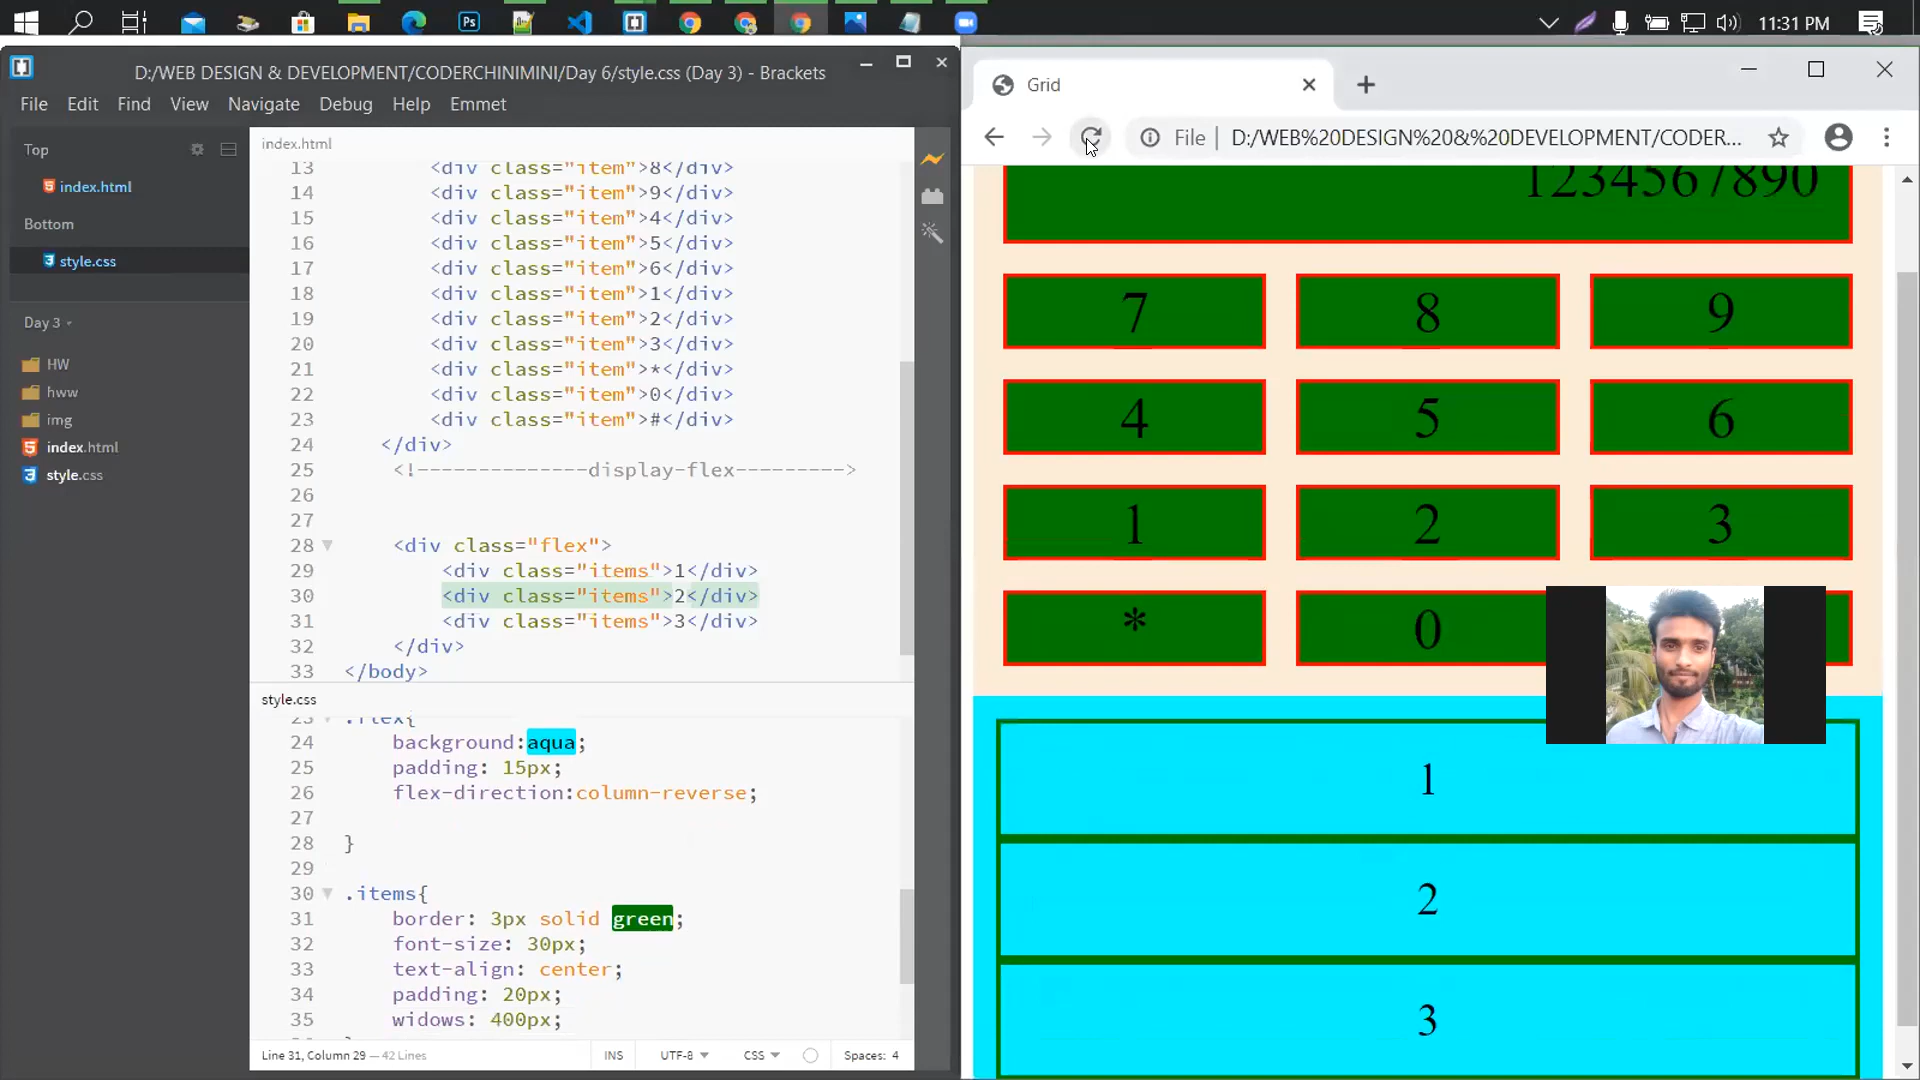 11:31 PM
D:/WEB DESIGN & DEVELOPMENT/CODERCHINIMINI/Day 6/style.css (Day 3) - Brackets
File Edit Find View Navigate Debug Help Emmet
Top
index.html
Bottom
style.css
Day 3
HW
hww
img
index.html
style.css
index.html
13 <div class="item">8</div>
14 <div class="item">9</div>
15 <div class="item">4</div>
16 <div class="item">5</div>
17 <div class="item">6</div>
18 <div class="item">1</div>
19 <div class="item">2</div>
20 <div class="item">3</div>
21 <div class="item">*</div>
22 <div class="item">0</div>
23 <div class="item">#</div>
24 </div>
25 <!--------------display-flex--------->
26
27
28 <div class="flex">
29 <div class="items">1</div>
30 <div class="items">2</div>
31 <div class="items">3</div>
32 </div>
33 </body>
style.css
23 .flex{
24 background:aqua;
25 padding: 15px;
26 flex-direction:column-reverse;
27
28 }
29
30 .items{
31 border: 3px solid green;
32 font-size: 30px;
33 text-align: center;
34 padding: 20px;
35 widows: 400px;
Line 31, Column 29 — 42 Lines
INS UTF-8 CSS Spaces: 4
Grid
File D:/WEB%20DESIGN%20&%20DEVELOPMENT/CODER...
1234567890
7 8 9
4 5 6
1 2 3
* 0
1
2
3
Ps